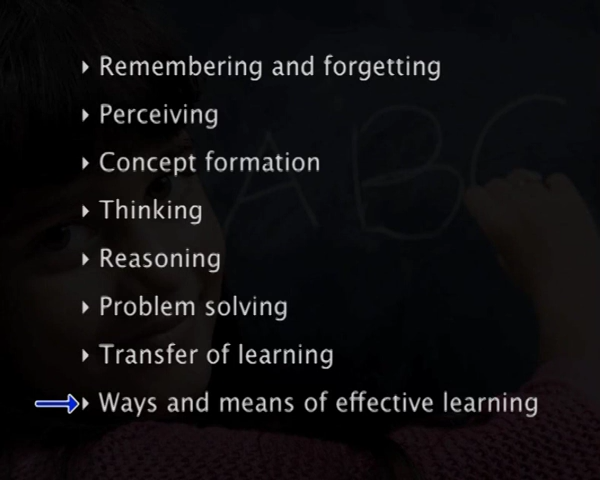 Remembering and forgetting
Perceiving
Concept formation
Thinking
Reasoning
Problem solving
Transfer of learning
Ways and means of effective learning
A B C